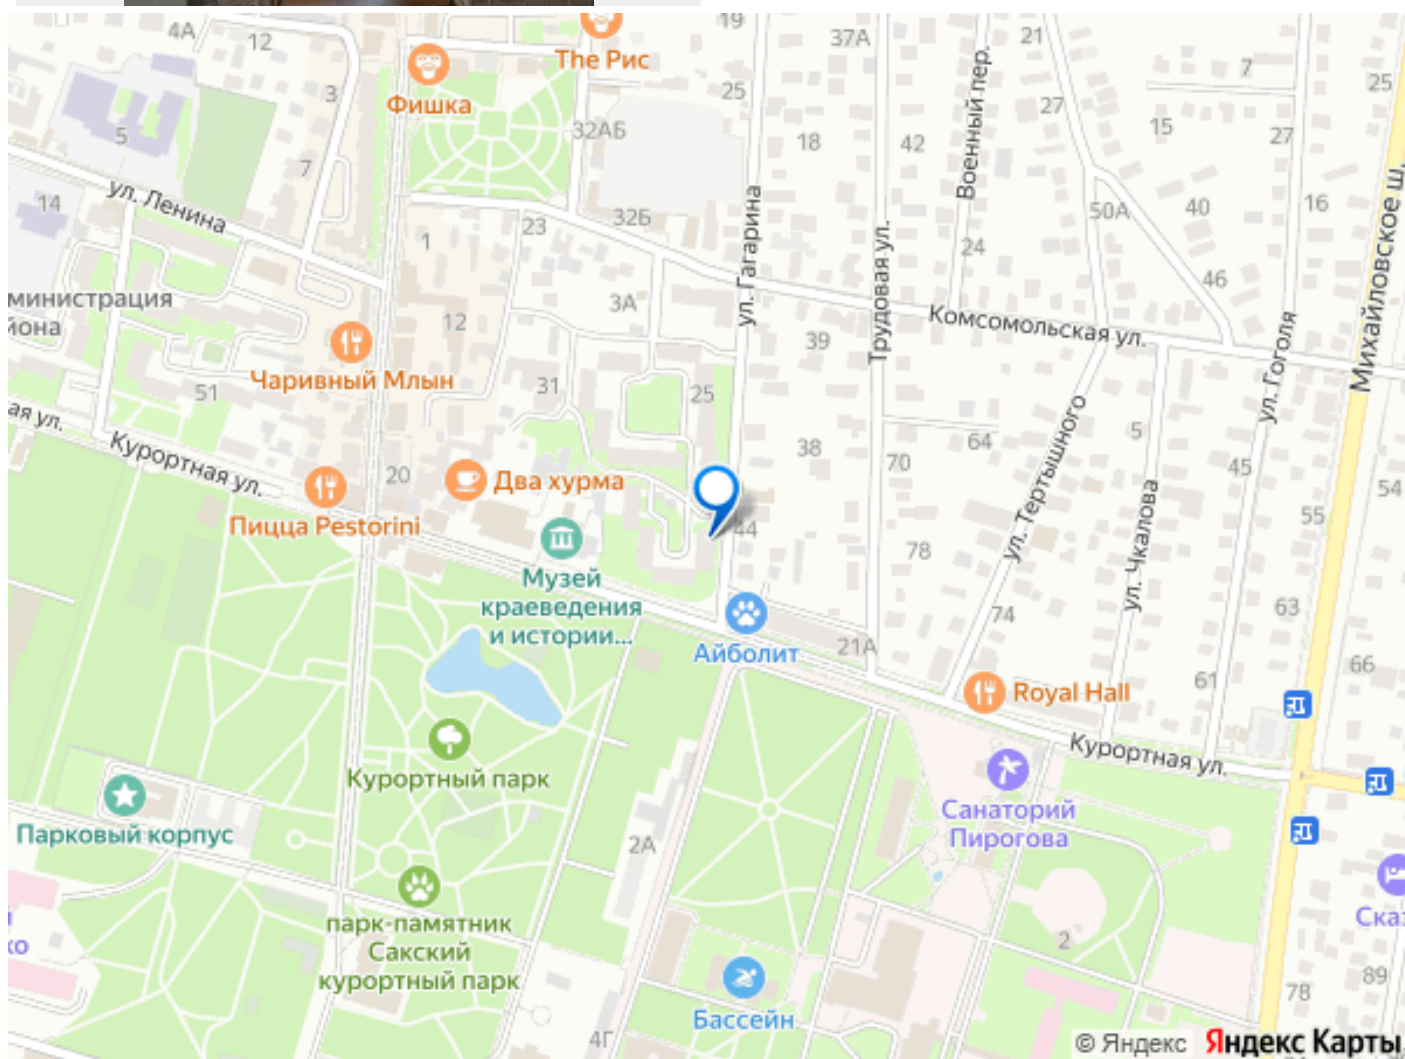 4А
12
19
37А
21
7
25
The Рис
Фишка
3
25
27
15
27
5
32АБ
18
42
Военный пер.
7
ул. Ленина
14
16
50А
40
32Б
23
ул. Гагарина
1
24
Трудовая ул.
46
министрация
3А
12
Комсомольская ул.
39
Михайловское ш.
ул. Гоголя
Чаривный Млын
51
31
25
ая ул.
Курортная ул.
38
64
5
ул. Тертышного
70
45
20
Два хурма
54
Пицца Pestorini
44
55
ул. Чкалова
78
Музей
краеведения
и истории...
63
74
Айболит
21А
66
61
Royal Hall
Курортная ул.
Курортный парк
Санаторий
Пирогова
Парковый корпус
2А
парк-памятник
Сакский
курортный парк
Сказ
ко
2
89
78
Бассейн
4Г
© Яндекс Яндекс Карты